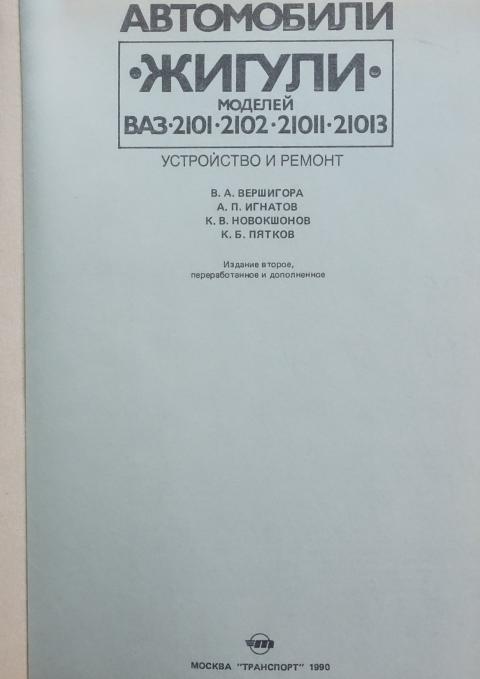 АВТОМОБИЛИ
·ЖИГУЛИ·
МОДЕЛЕЙ
ВАЗ·2101·2102·21011·21013
УСТРОЙСТВО И РЕМОНТ
В. А. ВЕРШИГОРА
А. П. ИГНАТОВ
К. В. НОВОКШОНОВ
К. Б. ПЯТКОВ
Издание второе,
переработанное и дополненное
МОСКВА "ТРАНСПОРТ" 1990